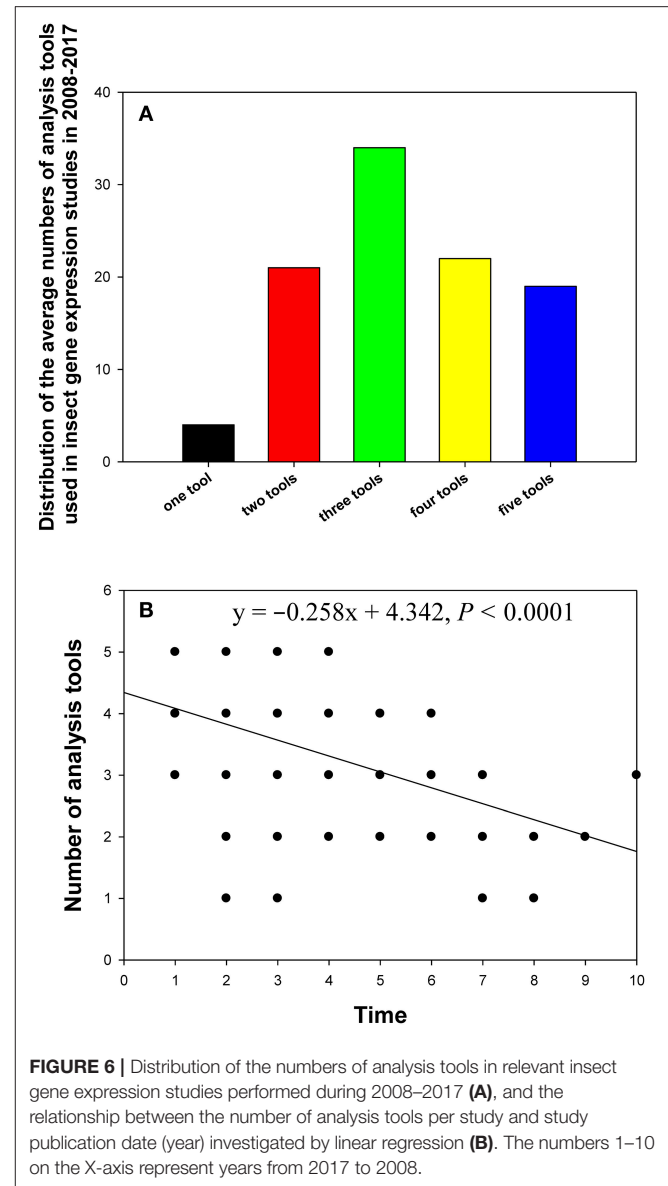 Distribution of the average numbers of analysis tools
used in insect gene expression studies in 2008-2017
A
40
30
20
10
0
one tool
two tools
three tools
four tools
five tools
B
y = −0.258x + 4.342, P < 0.0001
Number of analysis tools
6
5
4
3
2
1
0
0 1 2 3 4 5 6 7 8 9 10
Time
FIGURE 6 | Distribution of the numbers of analysis tools in relevant insect
gene expression studies performed during 2008–2017 (A), and the
relationship between the number of analysis tools per study and study
publication date (year) investigated by linear regression (B). The numbers 1–10
on the X-axis represent years from 2017 to 2008.